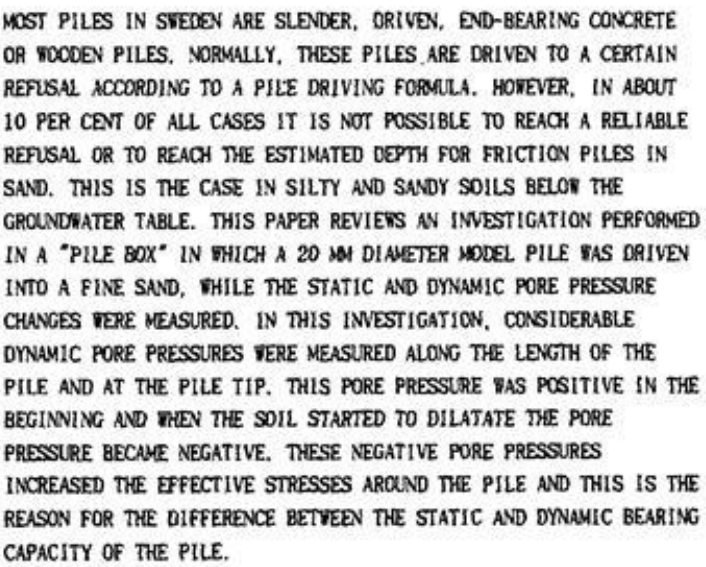 MOST PILES IN SWEDEN ARE SLENDER, DRIVEN, END-BEARING CONCRETE
OR WOODEN PILES. NORMALLY, THESE PILES ARE DRIVEN TO A CERTAIN
REFUSAL ACCORDING TO A PILE DRIVING FORMULA. HOWEVER, IN ABOUT
10 PER CENT OF ALL CASES IT IS NOT POSSIBLE TO REACH A RELIABLE
REFUSAL OR TO REACH THE ESTIMATED DEPTH FOR FRICTION PILES IN
SAND. THIS IS THE CASE IN SILTY AND SANDY SOILS BELOW THE
GROUNDWATER TABLE. THIS PAPER REVIEWS AN INVESTIGATION PERFORMED
IN A "PILE BOX" IN WHICH A 20 MM DIAMETER MODEL PILE WAS DRIVEN
INTO A FINE SAND, WHILE THE STATIC AND DYNAMIC PORE PRESSURE
CHANGES WERE MEASURED. IN THIS INVESTIGATION, CONSIDERABLE
DYNAMIC PORE PRESSURES WERE MEASURED ALONG THE LENGTH OF THE
PILE AND AT THE PILE TIP. THIS PORE PRESSURE WAS POSITIVE IN THE
BEGINNING AND WHEN THE SOIL STARTED TO DILATATE THE PORE
PRESSURE BECAME NEGATIVE. THESE NEGATIVE PORE PRESSURES
INCREASED THE EFFECTIVE STRESSES AROUND THE PILE AND THIS IS THE
REASON FOR THE DIFFERENCE BETWEEN THE STATIC AND DYNAMIC BEARING
CAPACITY OF THE PILE.